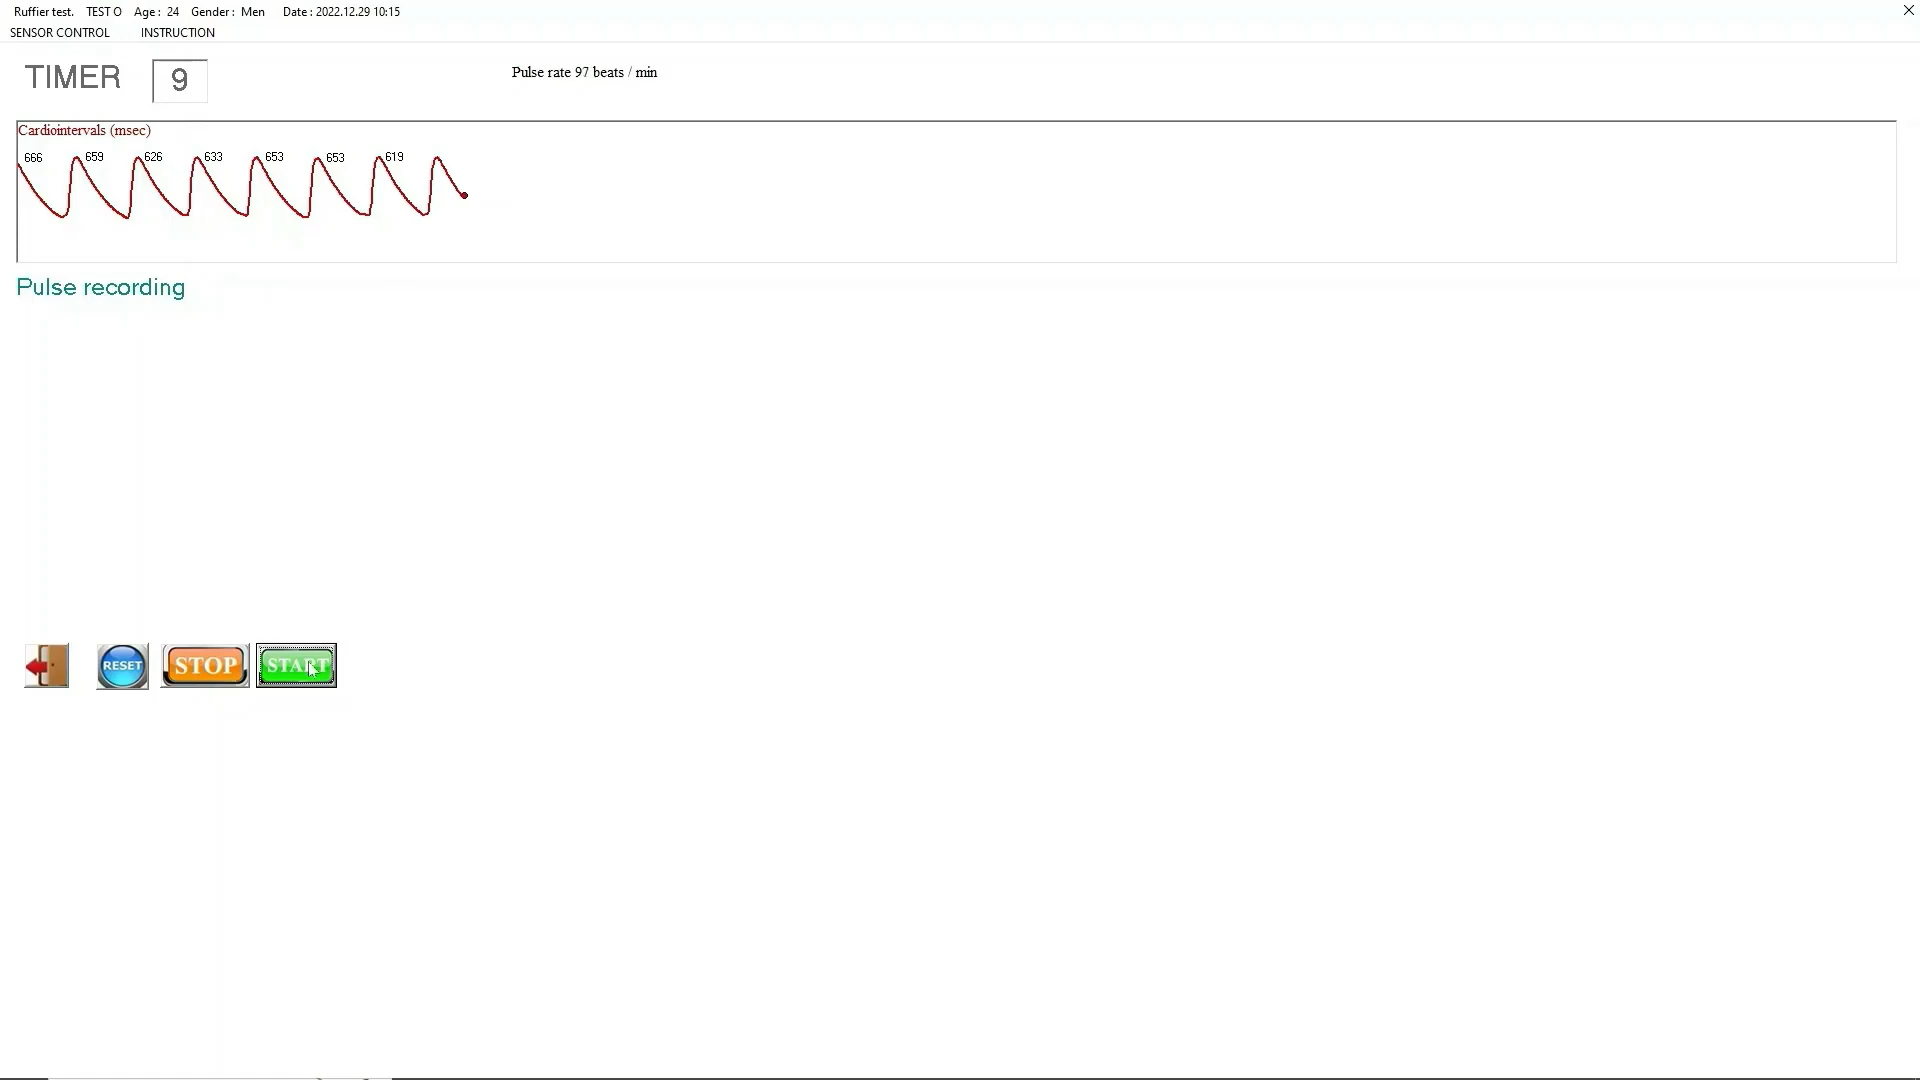 Ruffier test. TEST O Age : 24 Gender : Men Date : 2022.12.29 10:15
SENSOR CONTROL INSTRUCTION
TIMER 9 Pulse rate 97 beats / min
Cardiointervals (msec)
666 659 626 633 653 653 619
Pulse recording
RESET STOP START